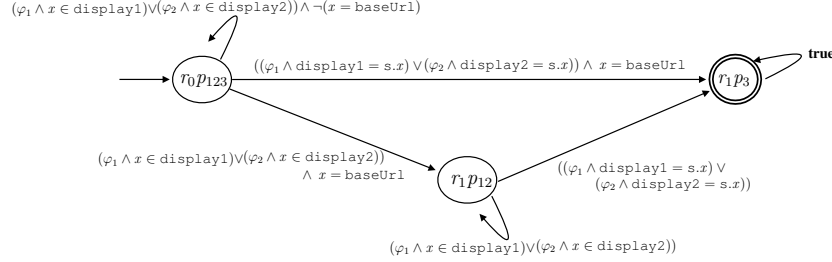 (φ₁ ∧ x ∈ display1)∨(φ₂ ∧ x ∈ display2))∧ ¬(x = baseUrl)
true
((φ₁ ∧ display1 = s.x) ∨(φ₂ ∧ display2 = s.x)) ∧ x = baseUrl
r₀p₁₂₃
r₁p₃
(φ₁ ∧ x ∈ display1)∨(φ₂ ∧ x ∈ display2))
∧ x = baseUrl
r₁p₁₂
((φ₁ ∧ display1 = s.x) ∨
(φ₂ ∧ display2 = s.x))
(φ₁ ∧ x ∈ display1)∨(φ₂ ∧ x ∈ display2))